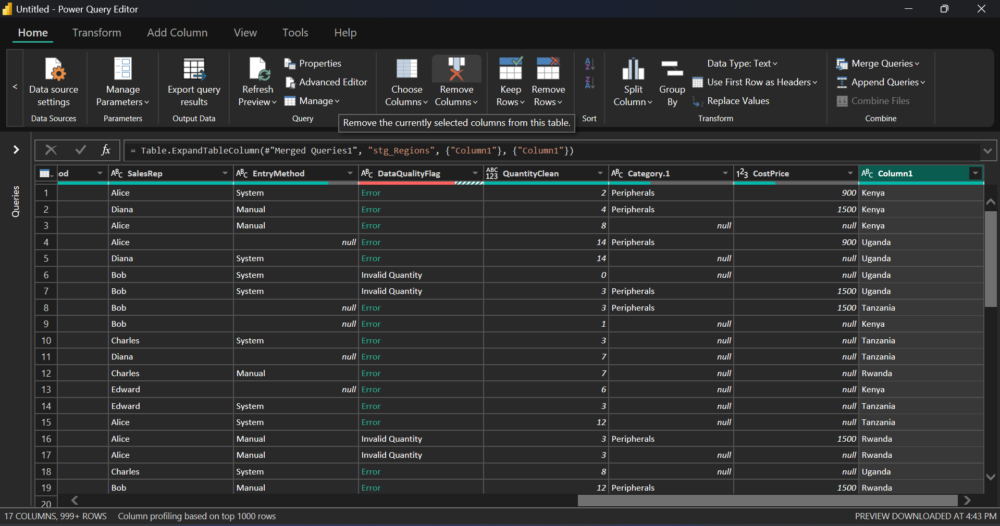 Untitled - Power Query Editor
Home Transform Add Column View Tools Help
Data source settings
Data Sources
Manage Parameters
Parameters
Export query results
Output Data
Refresh Preview
Properties
Advanced Editor
Manage
Query
Choose Columns
Remove Columns
Keep Rows
Remove Rows
Sort
Split Column
Group By
Data Type: Text
Use First Row as Headers
Replace Values
Transform
Merge Queries
Append Queries
Combine Files
Combine
Remove the currently selected columns from this table.
fx = Table.ExpandTableColumn(#"Merged Queries1", "stg_Regions", {"Column1"}, {"Column1"})
Queries
od ABC SalesRep ABC EntryMethod ABC DataQualityFlag ABC 123 QuantityClean ABC Category.1 123 CostPrice ABC Column1
1 Alice System Error 2 Peripherals 900 Kenya
2 Diana Manual Error 4 Peripherals 1500 Kenya
3 Alice Manual Error 8 null null Kenya
4 Alice null Error 14 Peripherals 900 Uganda
5 Diana System Error 14 null null Uganda
6 Bob System Invalid Quantity 0 null null Uganda
7 Bob System Invalid Quantity 3 Peripherals 1500 Uganda
8 Bob null Error 3 Peripherals 1500 Tanzania
9 Bob null Error 1 null null Kenya
10 Charles System Error 3 null null Tanzania
11 Diana null Error 7 null null Tanzania
12 Charles Manual Error 7 null null Rwanda
13 Edward null Error 6 null null Kenya
14 Edward System Error 3 null null Tanzania
15 Alice System Error 12 null null Tanzania
16 Alice Manual Invalid Quantity 3 Peripherals 1500 Rwanda
17 Alice Manual Invalid Quantity 3 null null Rwanda
18 Charles System Error 8 null null Uganda
19 Bob Manual Error 12 Peripherals 1500 Rwanda
20
17 COLUMNS, 999+ ROWS Column profiling based on top 1000 rows PREVIEW DOWNLOADED AT 4:43 PM